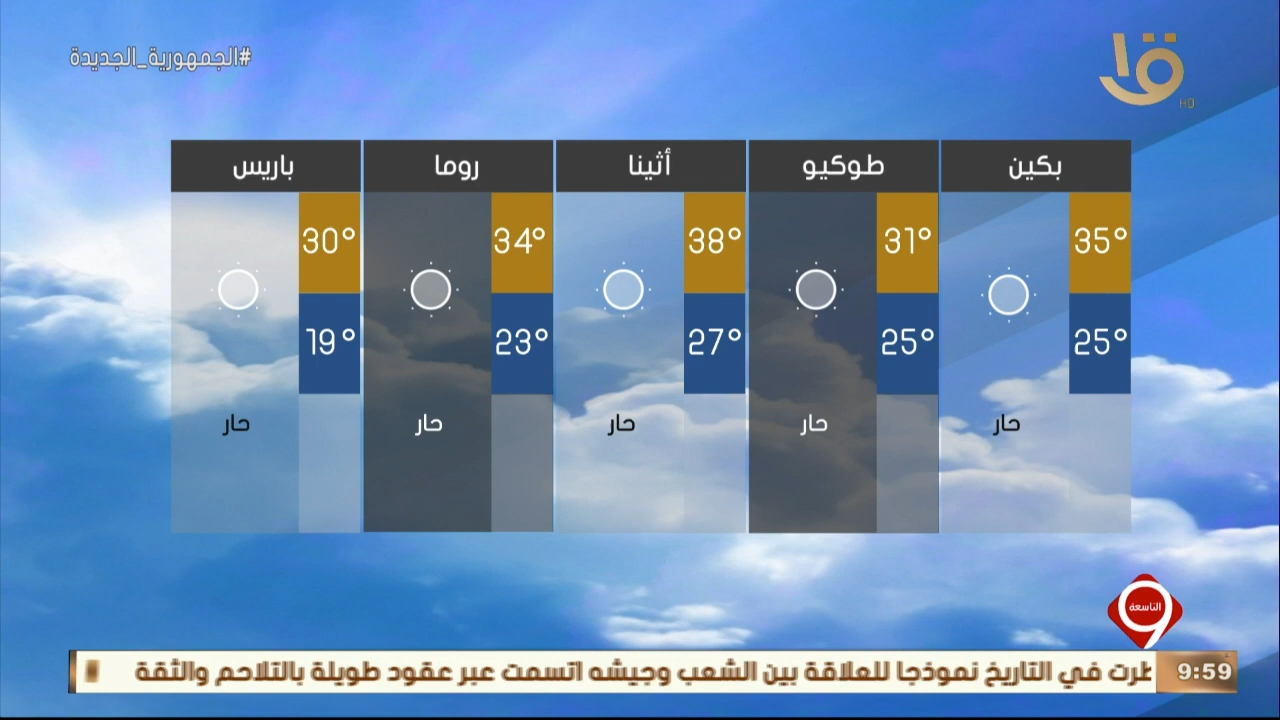 #الجمهورية_الجديدة
HD
بكين
35°
25°
حار
طوكيو
31°
25°
حار
أثينا
38°
27°
حار
روما
34°
23°
حار
باريس
30°
19°
حار
التاسعة
9
9:59
في التاريخ نموذجا للعلاقة بين الشعب وجيشه اتسمت عبر عقود طويلة بالتلاحم والثقة